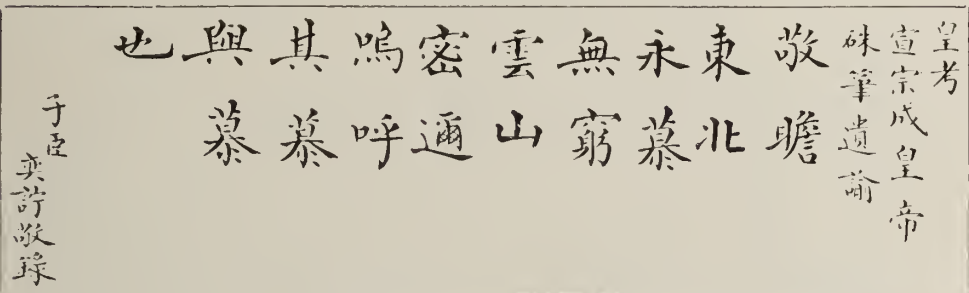 皇考
宣宗成皇帝
硃筆遺諭
敬瞻
東北
永慕
無窮
雲山
密邇
嗚呼
其慕
與慕
也
子臣
奕詝敬錄